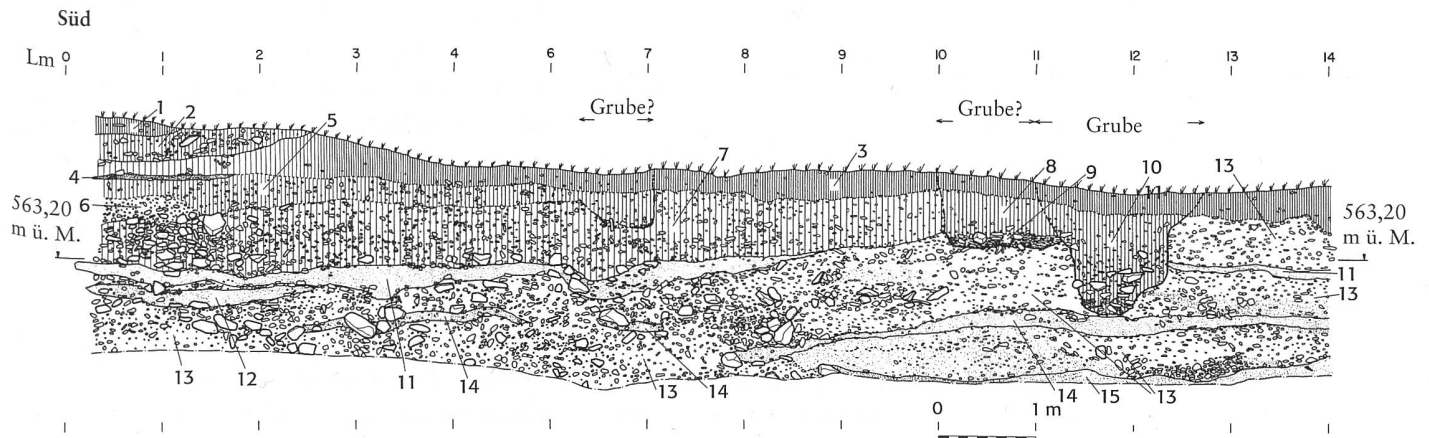 Süd
Lm 0 1 2 3 4 5 6 7 8 9 10 11 12 13 14
Grube? Grube? Grube
1 2 5 7 3 8 9 10 13
11
4
6
563,20
m ü. M.
563,20
m ü. M.
11
13
13 12 11 14 13 14 14 15 13
0 1 m